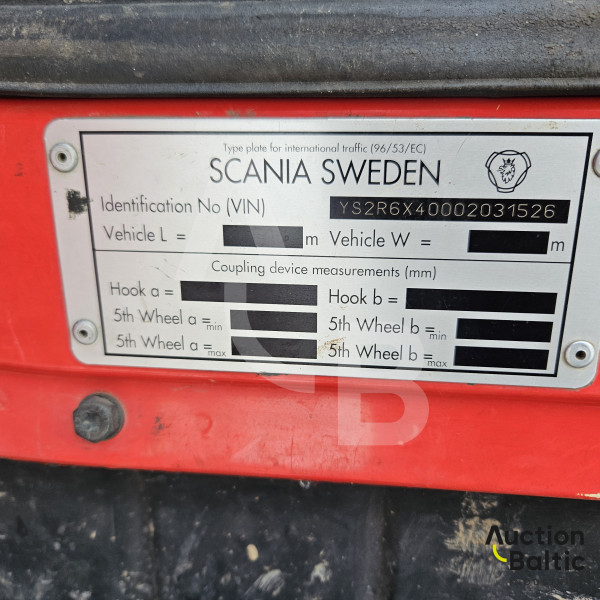 Type plate for international traffic (96/53/EC)
SCANIA SWEDEN
Identification No (VIN) YS2R6X40002031526
Vehicle L = m Vehicle W = m
Coupling device measurements (mm)
Hook a = Hook b =
5th Wheel a =min 5th Wheel b =min
5th Wheel a =max 5th Wheel b =max
B
Auction
Baltic